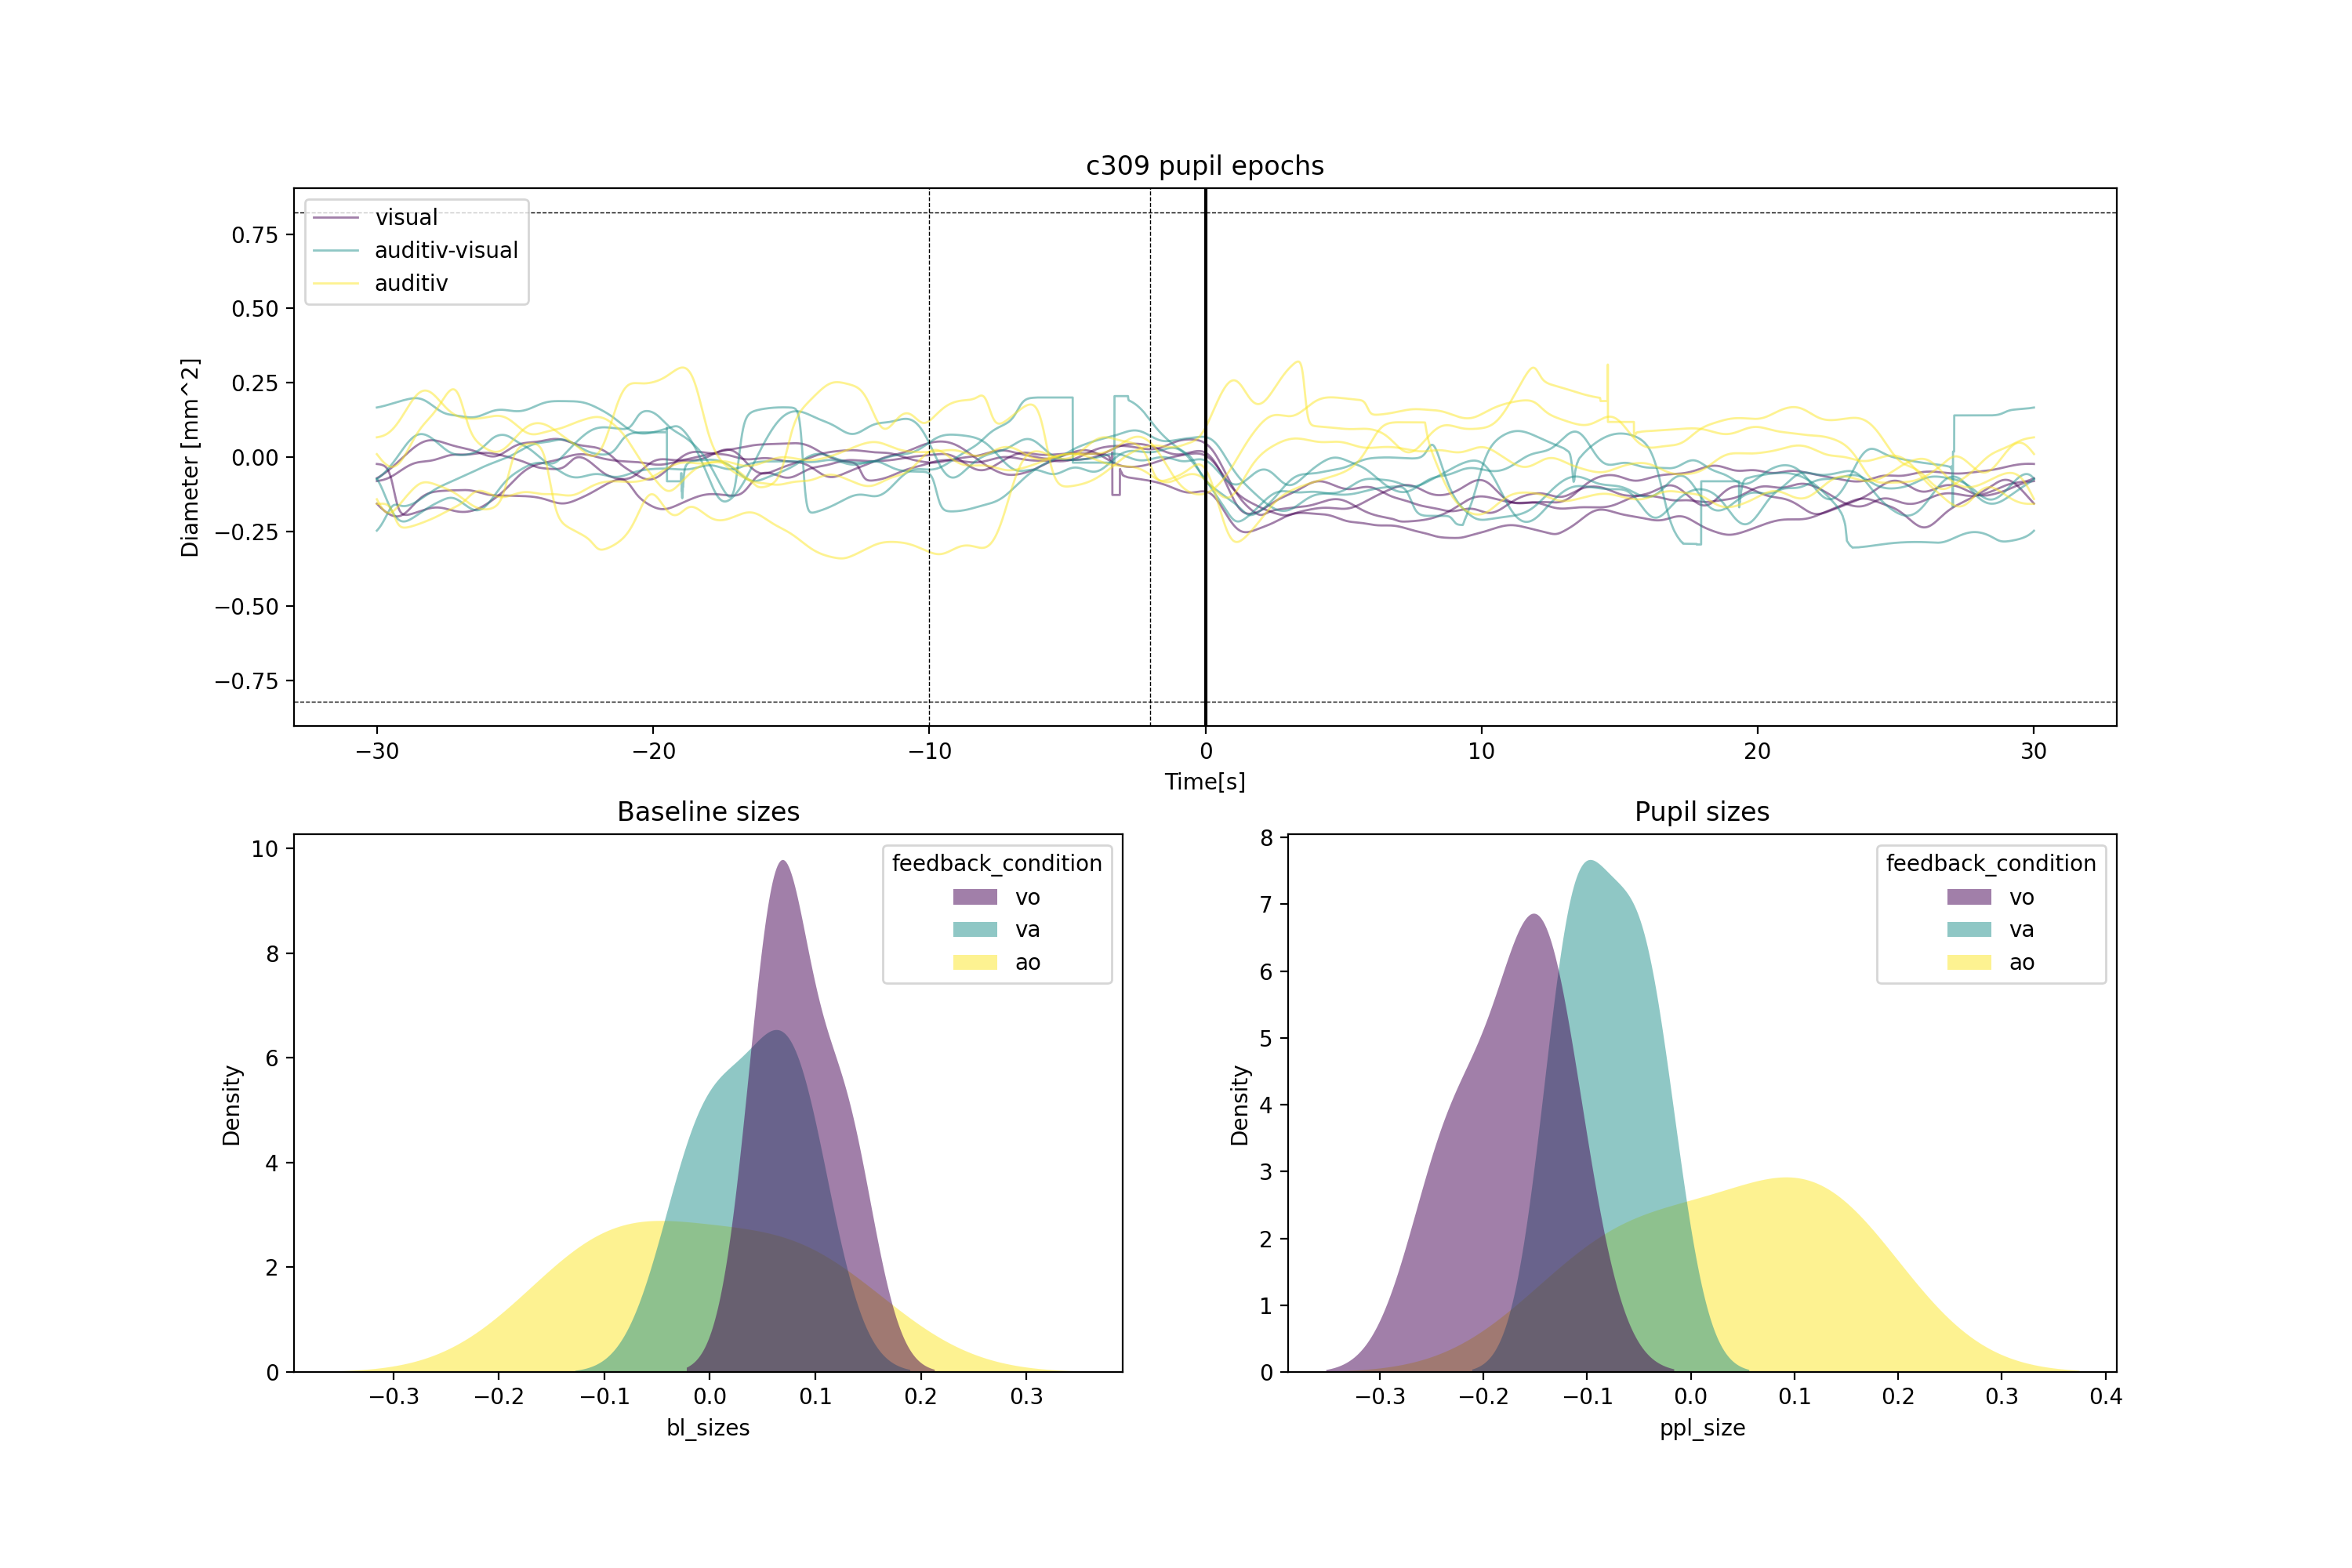 c309 pupil epochs
visual
auditiv-visual
auditiv
Diameter [mm^2]
0.75
0.50
0.25
0.00
−0.25
−0.50
−0.75
−30 −20 −10 0 10 20 30
Time[s]
Baseline sizes
feedback_condition
vo
va
ao
Density
10
8
6
4
2
0
−0.3 −0.2 −0.1 0.0 0.1 0.2 0.3
bl_sizes
Pupil sizes
feedback_condition
vo
va
ao
Density
8
7
6
5
4
3
2
1
0
−0.3 −0.2 −0.1 0.0 0.1 0.2 0.3 0.4
ppl_size